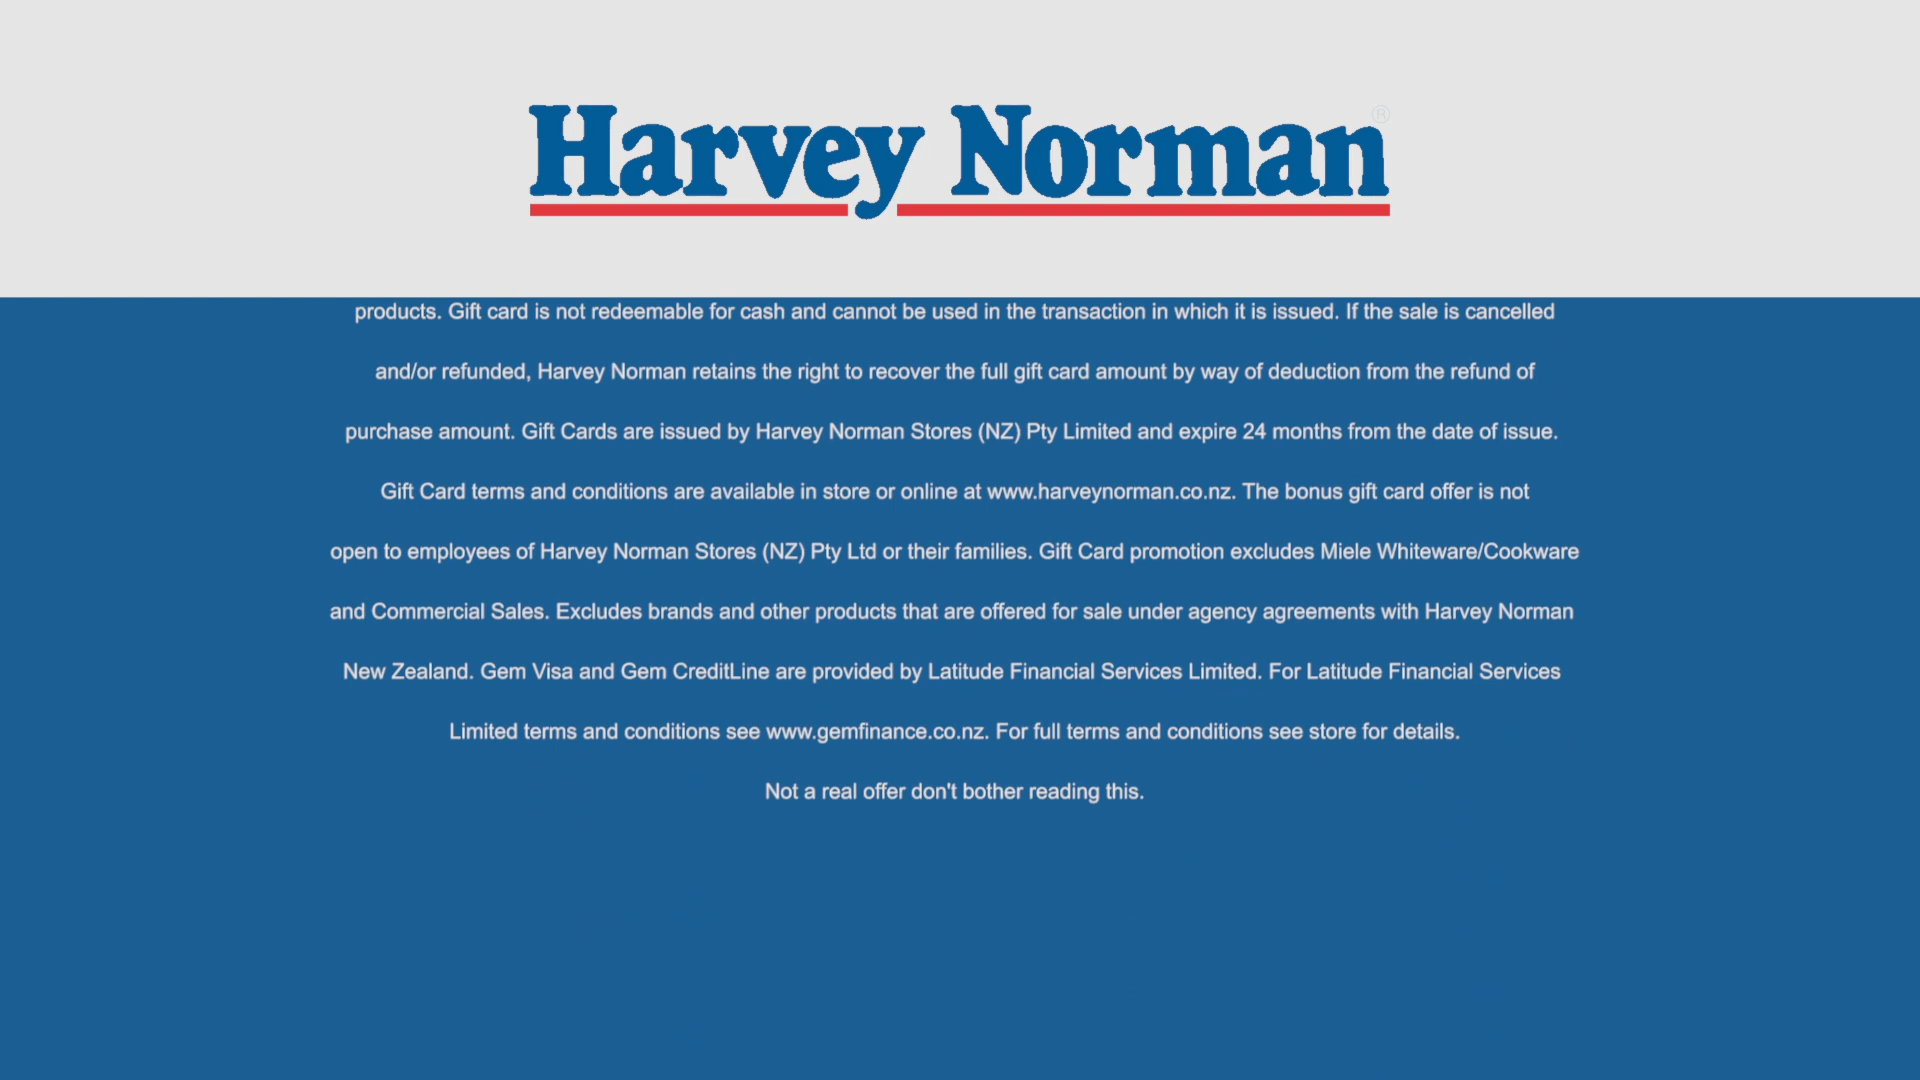 Harvey Norman®
products. Gift card is not redeemable for cash and cannot be used in the transaction in which it is issued. If the sale is cancelled
and/or refunded, Harvey Norman retains the right to recover the full gift card amount by way of deduction from the refund of
purchase amount. Gift Cards are issued by Harvey Norman Stores (NZ) Pty Limited and expire 24 months from the date of issue.
Gift Card terms and conditions are available in store or online at www.harveynorman.co.nz. The bonus gift card offer is not
open to employees of Harvey Norman Stores (NZ) Pty Ltd or their families. Gift Card promotion excludes Miele Whiteware/Cookware
and Commercial Sales. Excludes brands and other products that are offered for sale under agency agreements with Harvey Norman
New Zealand. Gem Visa and Gem CreditLine are provided by Latitude Financial Services Limited. For Latitude Financial Services
Limited terms and conditions see www.gemfinance.co.nz. For full terms and conditions see store for details.
Not a real offer don't bother reading this.